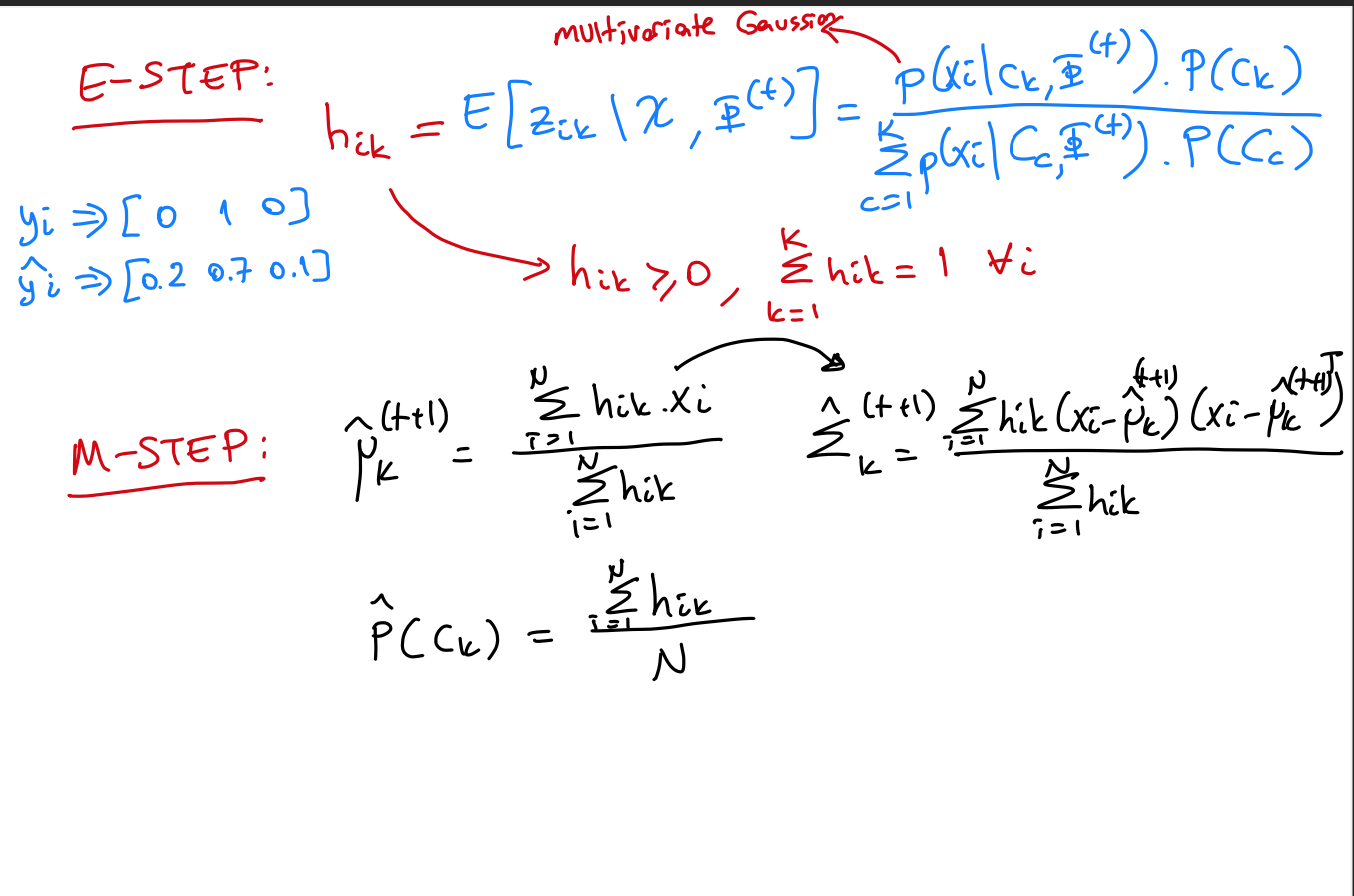 multivariate Gaussian
E-STEP:
h_ik = E[z_ik | X, Φ^(t)] = p(x_i|C_k, Φ^(t)) . P(C_k) / Σ_{c=1}^{K} p(x_i|C_c, Φ^(t)) . P(C_c)
y_i ⇒ [0 1 0]
ŷ_i ⇒ [0.2 0.7 0.1]
h_ik ≥ 0, Σ_{k=1}^{K} h_ik = 1 ∀i
M-STEP:
μ̂_k^(t+1) = Σ_{i=1}^{N} h_ik . x_i / Σ_{i=1}^{N} h_ik
Σ̂_k^(t+1) = Σ_{i=1}^{N} h_ik (x_i - μ̂_k^(t+1)) (x_i - μ̂_k^(t+1))^T / Σ_{i=1}^{N} h_ik
P̂(C_k) = Σ_{i=1}^{N} h_ik / N